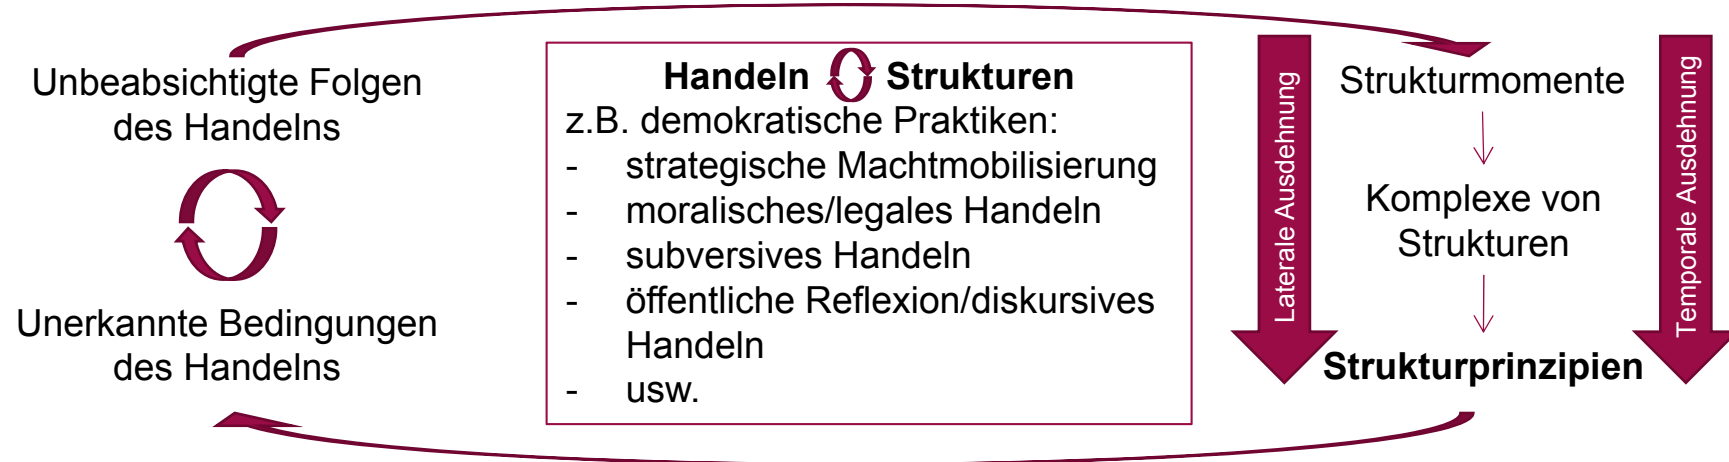 Unbeabsichtigte Folgen
des Handelns
Unerkannte Bedingungen
des Handelns
Handeln Strukturen
z.B. demokratische Praktiken:
- strategische Machtmobilisierung
- moralisches/legales Handeln
- subversives Handeln
- öffentliche Reflexion/diskursives
Handeln
- usw.
Laterale Ausdehnung
Strukturmomente
Komplexe von
Strukturen
Strukturprinzipien
Temporale Ausdehnung